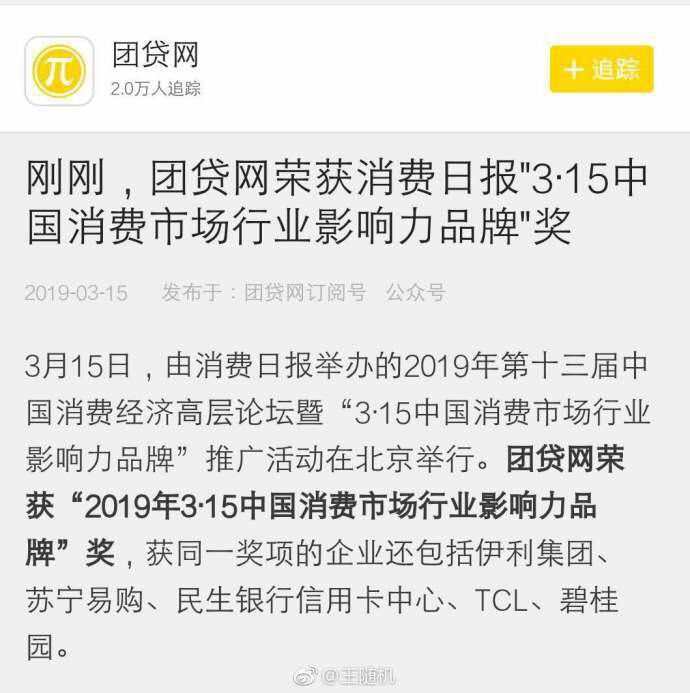 π
团贷网
2.0万人追踪
+ 追踪
刚刚，团贷网荣获消费日报"3·15中
国消费市场行业影响力品牌"奖
2019-03-15 发布于：团贷网订阅号 公众号
3月15日，由消费日报举办的2019年第十三届中
国消费经济高层论坛暨“3·15中国消费市场行业
影响力品牌”推广活动在北京举行。团贷网荣
获“2019年3·15中国消费市场行业影响力品
牌”奖，获同一奖项的企业还包括伊利集团、
苏宁易购、民生银行信用卡中心、TCL、碧桂
园。
@王随机